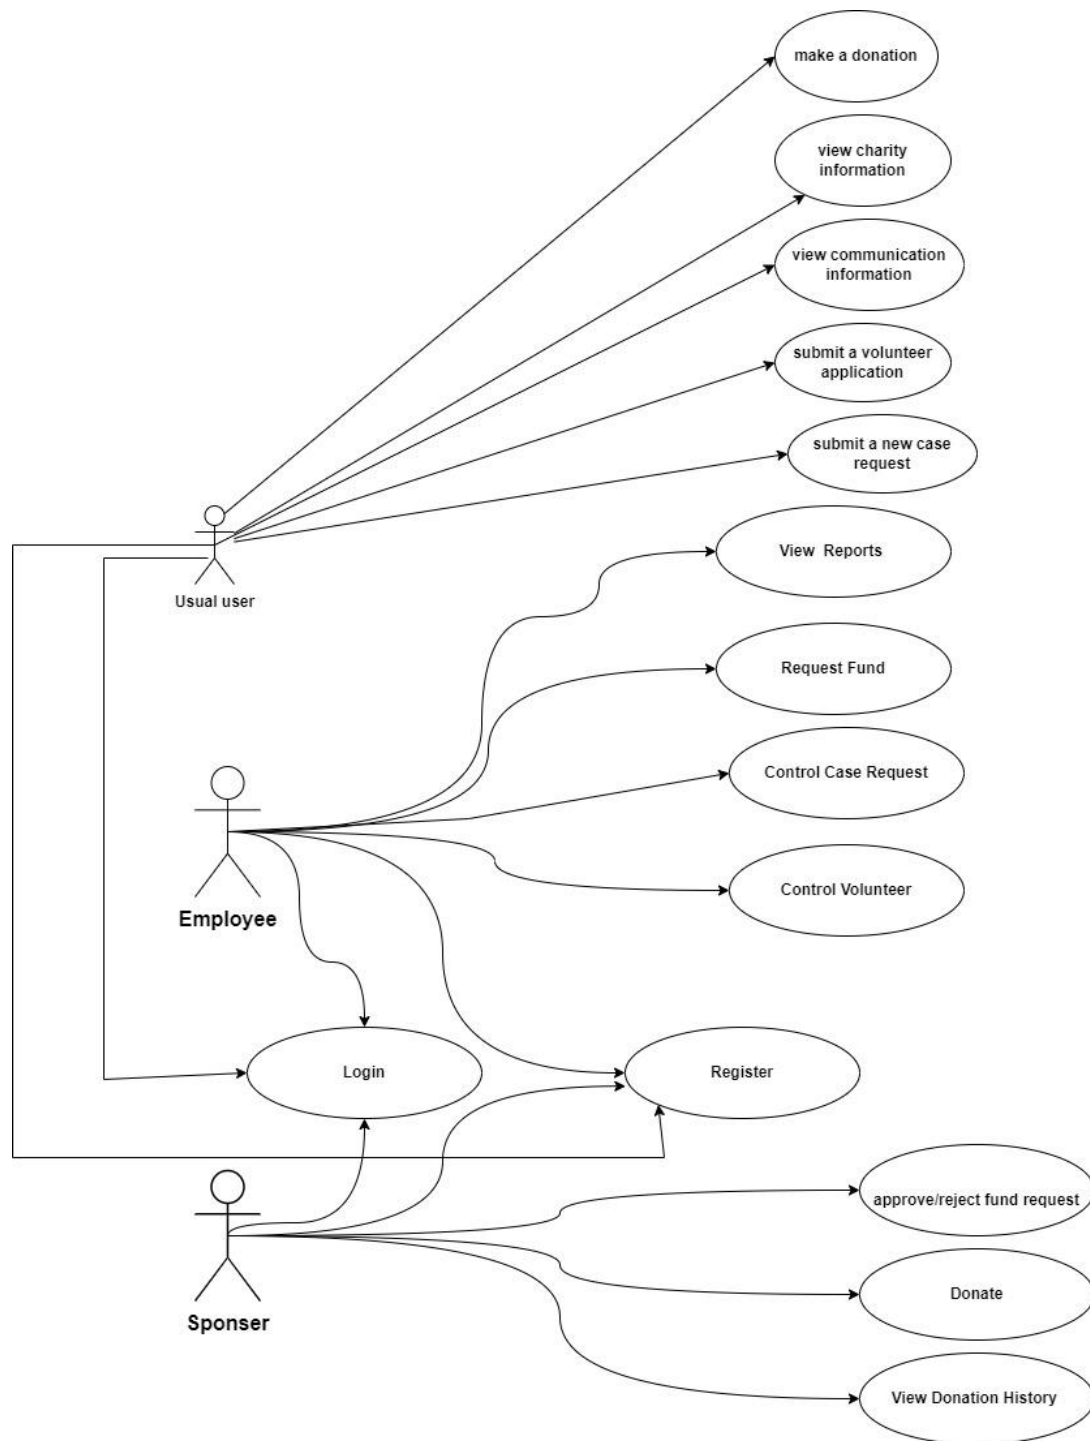 make a donation
view charity
information
view communication
information
submit a volunteer
application
submit a new case
request
Usual user
View  Reports
Request Fund
Control Case Request
Employee
Control Volunteer
Login
Register
approve/reject fund request
Donate
Sponser
View Donation History